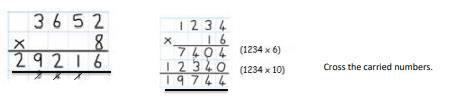 3652
x 8
29216
1234
x 16
7404 (1234 x 6)
12340 (1234 x 10)
19744
Cross the carried numbers.